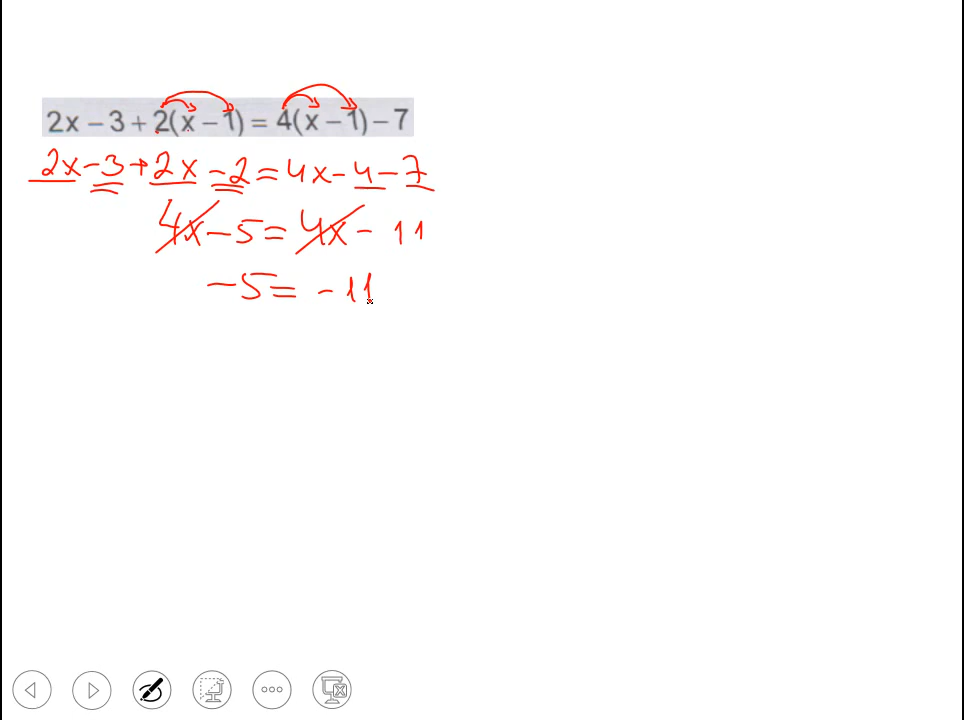 2x – 3 + 2(x – 1) = 4(x – 1) – 7
2x – 3 + 2x – 2 = 4x – 4 – 7
4x – 5 = 4x – 11
– 5 = – 11